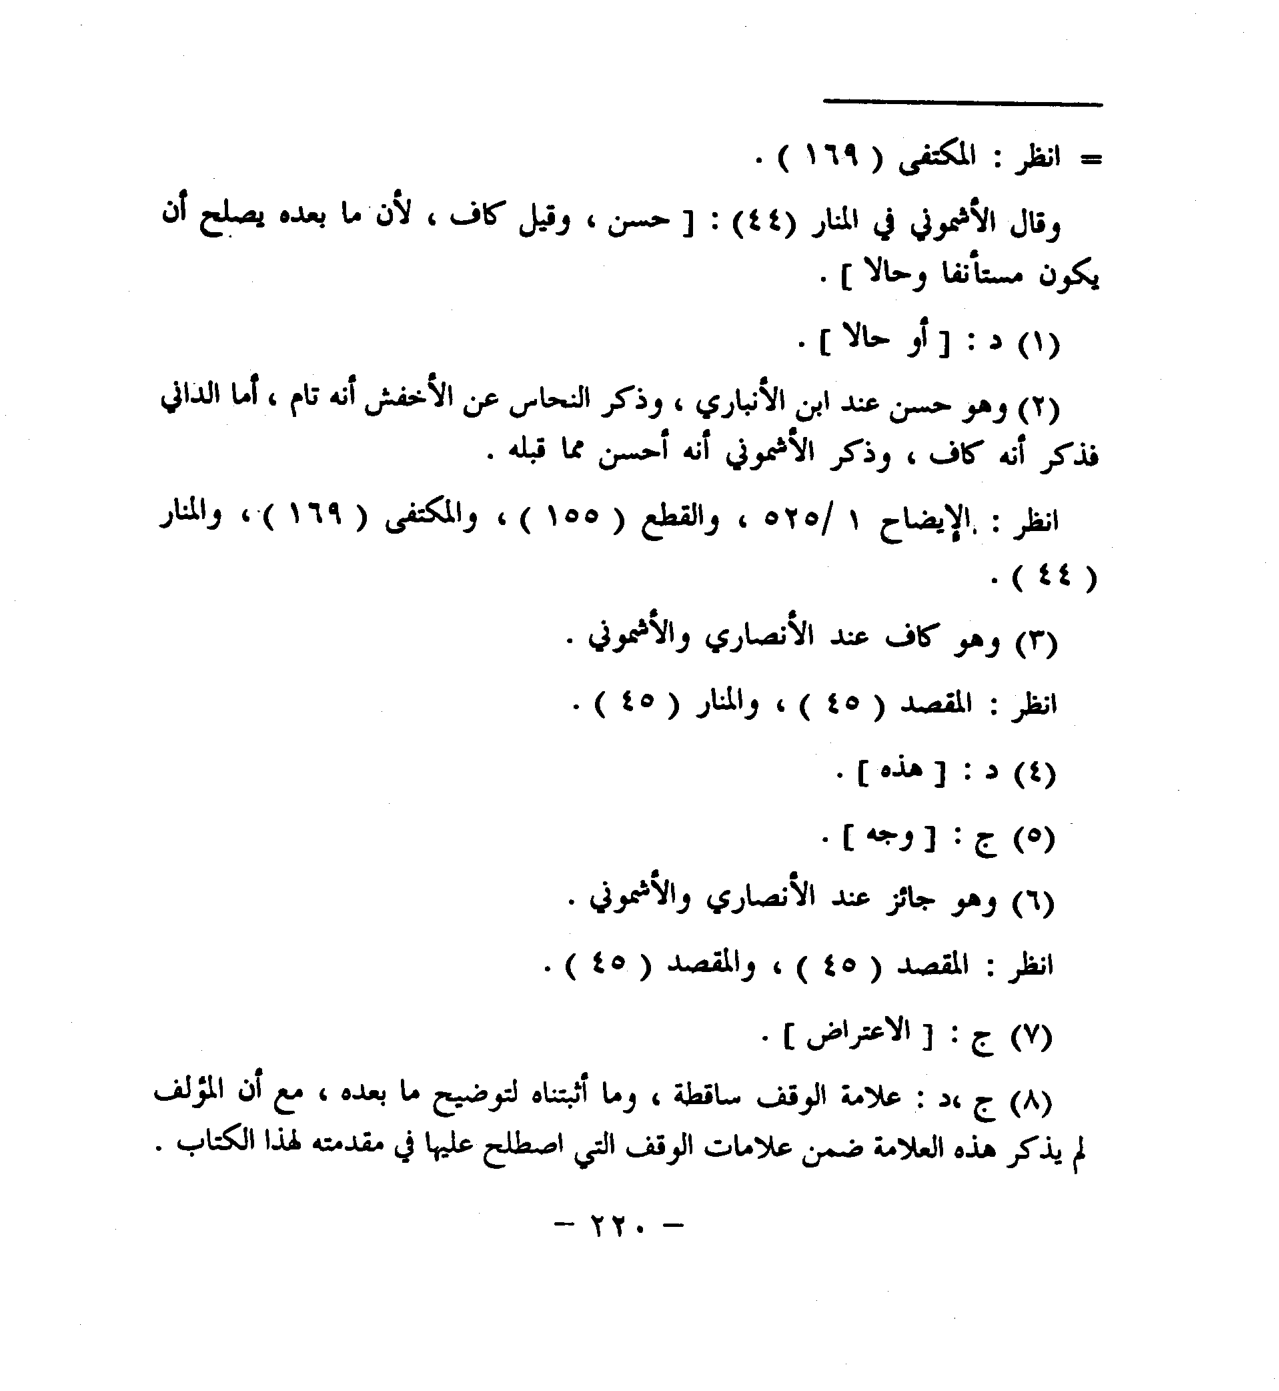 = انظر : المكتفى ( ١٦٩ ) .
وقال الأشموني في المنار (٤٤) : [ حسن ، وقيل كاف ، لأن ما بعده يصلح أن
يكون مستأنفا وحالا ] .
(١) د : [ أو حالا ] .
(٢) وهو حسن عند ابن الأنباري ، وذكر النحاس عن الأخفش أنه تام ، أما الداني
فذكر أنه كاف ، وذكر الأشموني أنه أحسن مما قبله .
انظر : الإيضاح ١ /٥٢٥ ، والقطع ( ١٥٥ ) ، والمكتفى ( ١٦٩ ) ، والمنار
( ٤٤ ) .
(٣) وهو كاف عند الأنصاري والأشموني .
انظر : المقصد ( ٤٥ ) ، والمنار ( ٤٥ ) .
(٤) د : [ هذه ] .
(٥) ج : [ وجه ] .
(٦) وهو جائز عند الأنصاري والأشموني .
انظر : المقصد ( ٤٥ ) ، والمقصد ( ٤٥ ) .
(٧) ج : [ الاعتراض ] .
(٨) ج ،د : علامة الوقف ساقطة ، وما أثبتناه لتوضيح ما بعده ، مع أن المؤلف
لم يذكر هذه العلامة ضمن علامات الوقف التي اصطلح عليها في مقدمته لهذا الكتاب .
– ٢٢٠ –